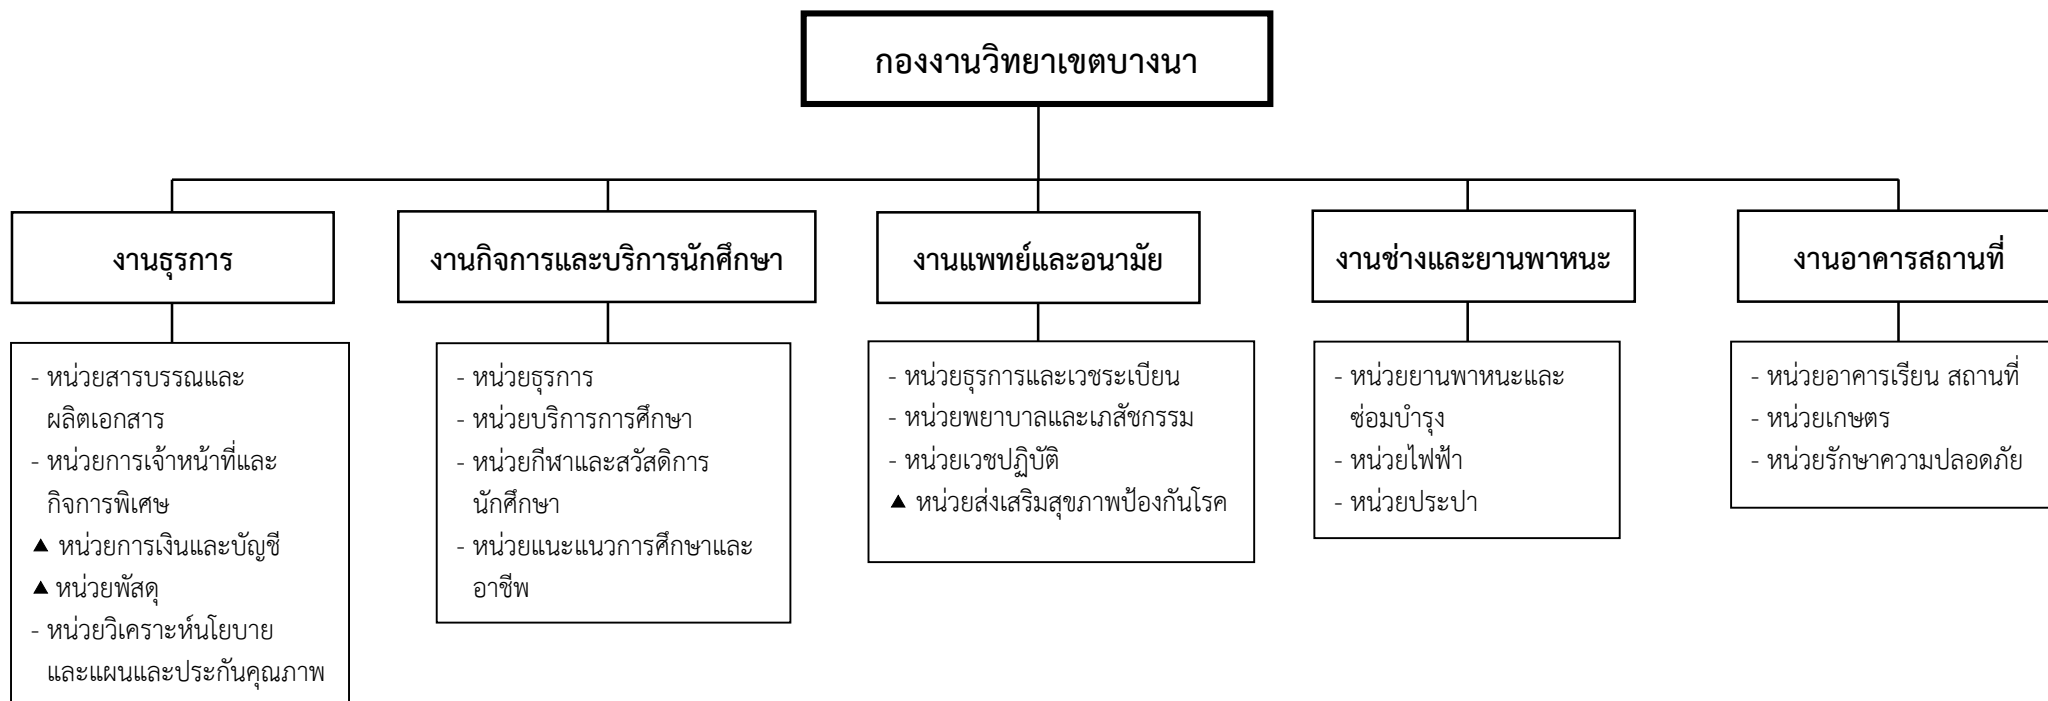 กองงานวิทยาเขตบางนา
งานธุรการ
- หน่วยสารบรรณและ
ผลิตเอกสาร
- หน่วยการเจ้าหน้าที่และ
กิจการพิเศษ
▲ หน่วยการเงินและบัญชี
▲ หน่วยพัสดุ
- หน่วยวิเคราะห์นโยบาย
และแผนและประกันคุณภาพ
งานกิจการและบริการนักศึกษา
- หน่วยธุรการ
- หน่วยบริการการศึกษา
- หน่วยกีฬาและสวัสดิการ
นักศึกษา
- หน่วยแนะแนวการศึกษาและ
อาชีพ
งานแพทย์และอนามัย
- หน่วยธุรการและเวชระเบียน
- หน่วยพยาบาลและเภสัชกรรม
- หน่วยเวชปฏิบัติ
▲ หน่วยส่งเสริมสุขภาพป้องกันโรค
งานช่างและยานพาหนะ
- หน่วยยานพาหนะและ
ซ่อมบำรุง
- หน่วยไฟฟ้า
- หน่วยประปา
งานอาคารสถานที่
- หน่วยอาคารเรียน สถานที่
- หน่วยเกษตร
- หน่วยรักษาความปลอดภัย